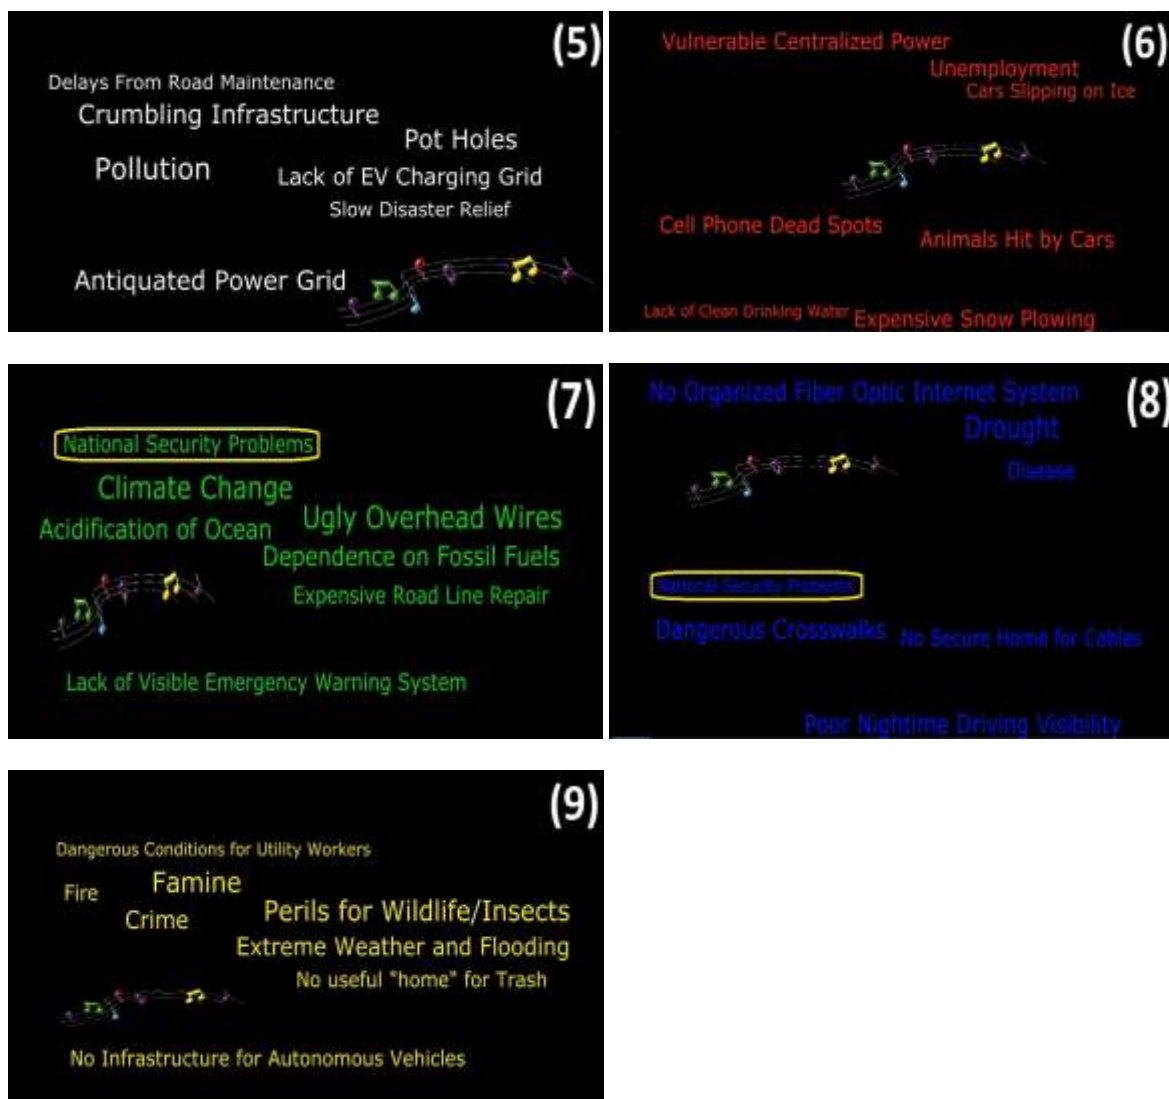 (5)
Delays From Road Maintenance
Crumbling Infrastructure
Pot Holes
Pollution
Lack of EV Charging Grid
Slow Disaster Relief
Antiquated Power Grid
(6)
Vulnerable Centralized Power
Unemployment
Cars Slipping on Ice
Cell Phone Dead Spots
Animals Hit by Cars
Lack of Clean Drinking Water
Expensive Snow Plowing
(7)
National Security Problems
Climate Change
Ugly Overhead Wires
Acidification of Ocean
Dependence on Fossil Fuels
Expensive Road Line Repair
Lack of Visible Emergency Warning System
(8)
No Organized Fiber Optic Internet System
Drought
Disease
National Security Problems
Dangerous Crosswalks
No Secure Home for Cables
Poor Nightime Driving Visibility
(9)
Dangerous Conditions for Utility Workers
Famine
Fire
Crime
Perils for Wildlife/Insects
Extreme Weather and Flooding
No useful "home" for Trash
No Infrastructure for Autonomous Vehicles